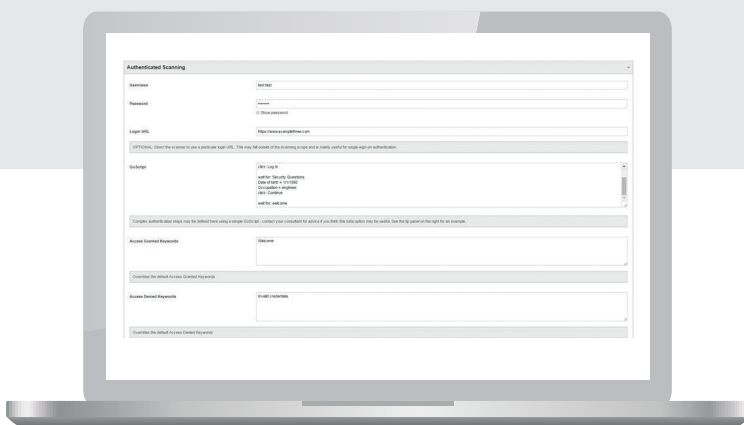 Authenticated Scanning
Username
test test
Password
••••••••
Show password
Login URL
https://www.examplethree.com
OPTIONAL: Direct the scanner to use a particular login URL. This may fall outside of the scanning scope and is mainly useful for single-sign on authentication.
GoScript
click: Log In
wait for: Security Questions
Date of birth = 1/1/1990
Occupation = engineer
click: Continue
wait for: welcome
Complex authentication steps may be defined here using a simple GoScript - contact your consultant for advice if you think this beta option may be useful. See the tip panel on the right for an example.
Access Granted Keywords
Welcome
Overrides the default Access Granted Keywords
Access Denied Keywords
Invalid credentials
Overrides the default Access Denied Keywords